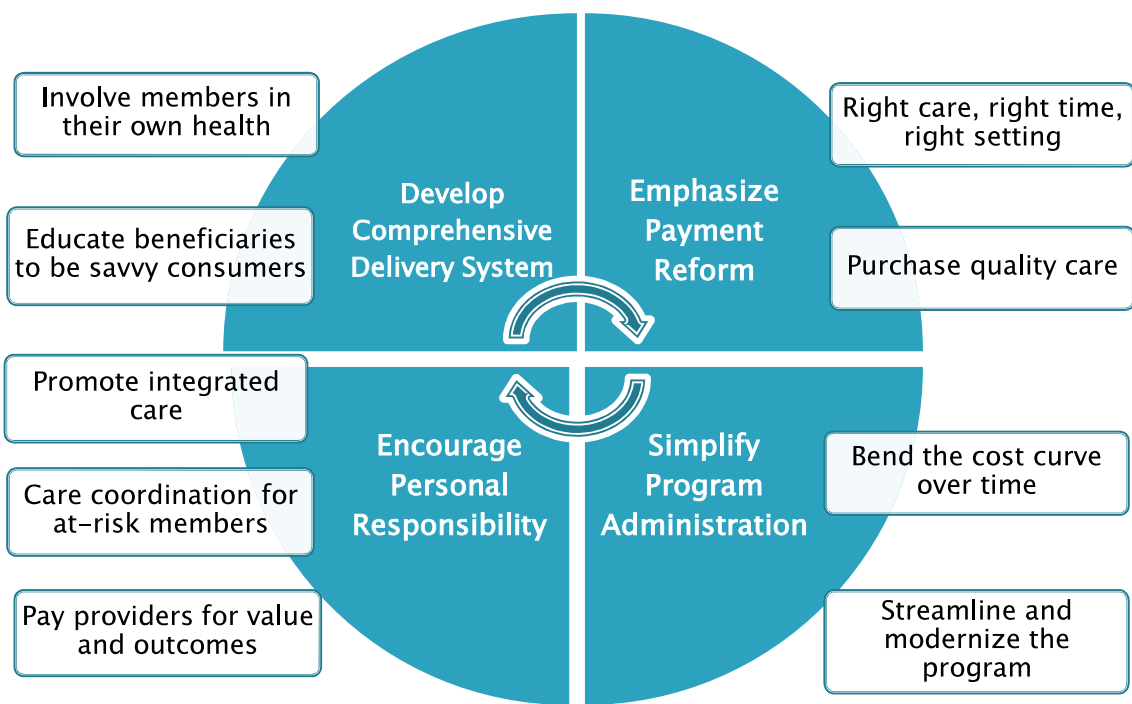 Involve members in
their own health
Educate beneficiaries
to be savvy consumers
Promote integrated
care
Care coordination for
at-risk members
Pay providers for value
and outcomes
Develop
Comprehensive
Delivery System
Emphasize
Payment
Reform
Encourage
Personal
Responsibility
Simplify
Program
Administration
Right care, right time,
right setting
Purchase quality care
Bend the cost curve
over time
Streamline and
modernize the
program